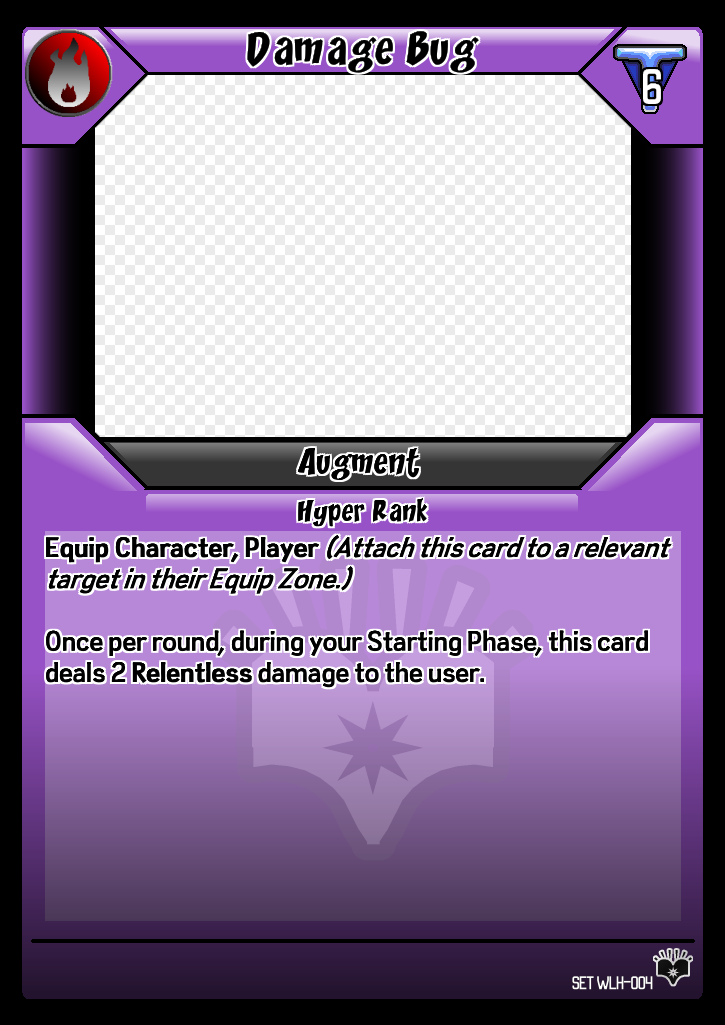 Damage Bug
6
Augment
Hyper Rank
Equip Character, Player (Attach this card to a relevant
target in their Equip Zone.)
Once per round, during your Starting Phase, this card
deals 2 Relentless damage to the user.
SET WLH-004